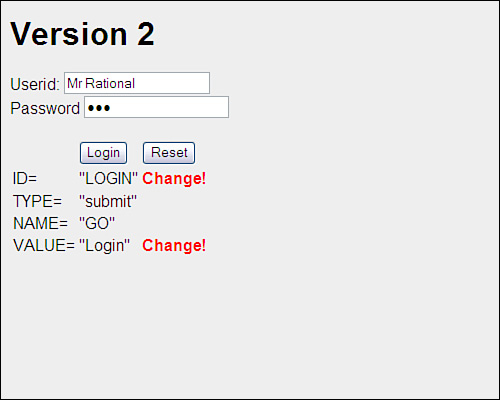 Version 2
Userid: Mr Rational
Password •••
Login Reset
ID= "LOGIN" Change!
TYPE= "submit"
NAME= "GO"
VALUE= "Login" Change!